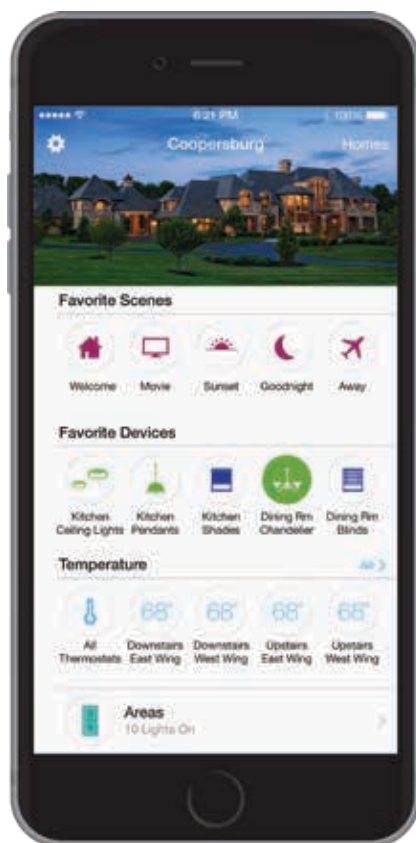 6:21 PM
100%
Coopersburg
Homes
Favorite Scenes
Welcome Movie Sunset Goodnight Away
Favorite Devices
Kitchen Kitchen Kitchen Dining Rm Dining Rm
Ceiling Lights Pendants Shades Chandelier Blinds
Temperature All >
68° 68° 68° 68°
All Downstairs Downstairs Upstairs Upstairs
Thermostats East Wing West Wing East Wing West Wing
Areas
10 Lights On